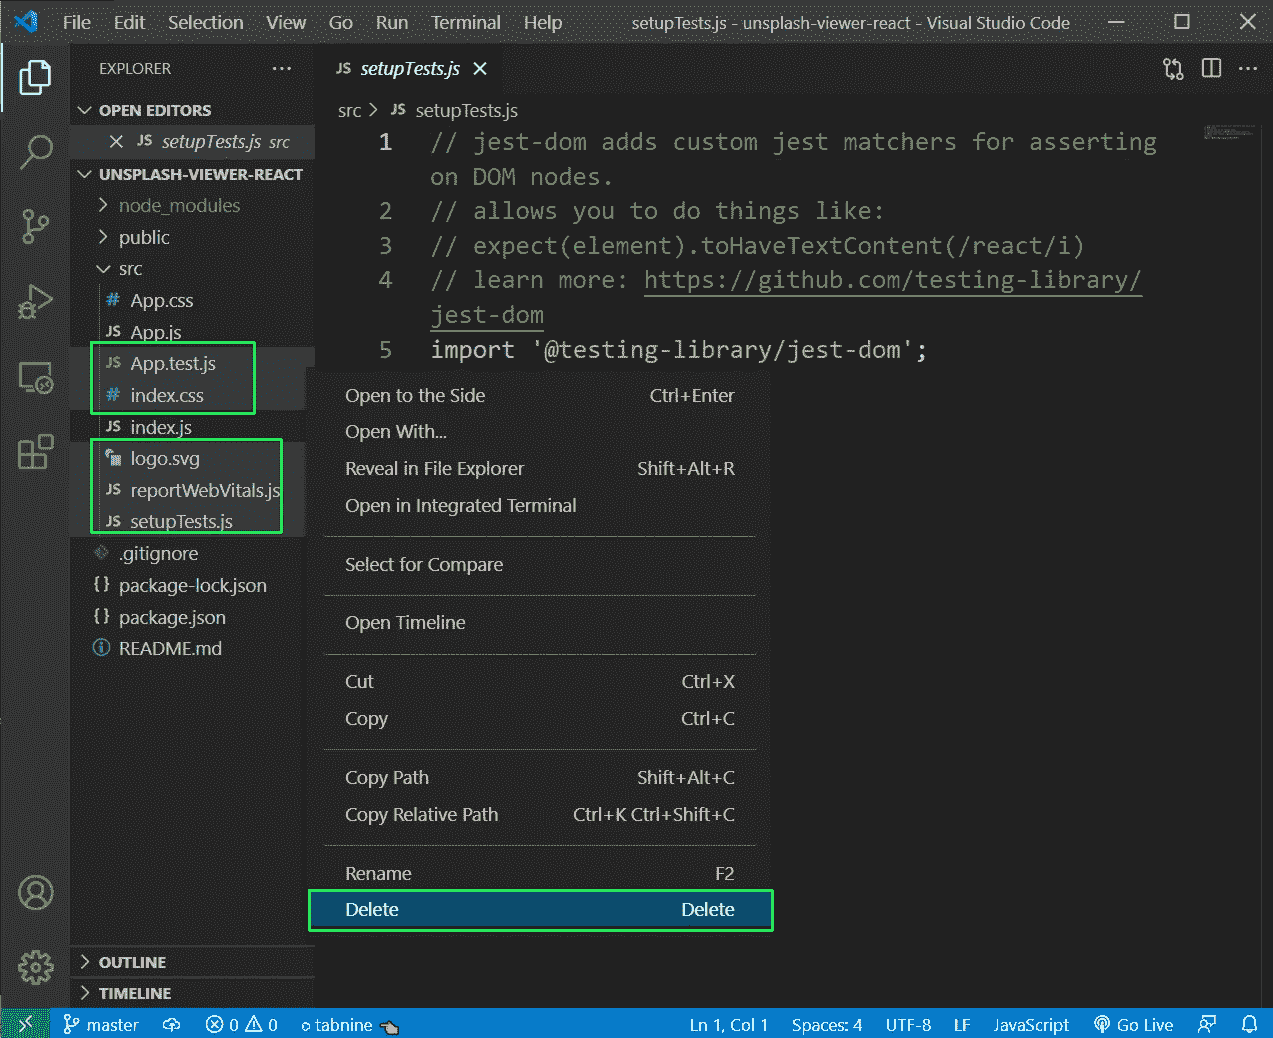 File Edit Selection View Go Run Terminal Help setupTests.js - unsplash-viewer-react - Visual Studio Code
EXPLORER
OPEN EDITORS
JS setupTests.js src
UNSPLASH-VIEWER-REACT
node_modules
public
src
# App.css
JS App.js
JS App.test.js
# index.css
JS index.js
logo.svg
JS reportWebVitals.js
JS setupTests.js
.gitignore
{} package-lock.json
{} package.json
README.md
OUTLINE
TIMELINE
JS setupTests.js
src > JS setupTests.js
1 // jest-dom adds custom jest matchers for asserting
on DOM nodes.
2 // allows you to do things like:
3 // expect(element).toHaveTextContent(/react/i)
4 // learn more: https://github.com/testing-library/
jest-dom
5 import '@testing-library/jest-dom';
Open to the Side Ctrl+Enter
Open With...
Reveal in File Explorer Shift+Alt+R
Open in Integrated Terminal
Select for Compare
Open Timeline
Cut Ctrl+X
Copy Ctrl+C
Copy Path Shift+Alt+C
Copy Relative Path Ctrl+K Ctrl+Shift+C
Rename F2
Delete Delete
master 0 0 tabnine Ln 1, Col 1 Spaces: 4 UTF-8 LF JavaScript Go Live